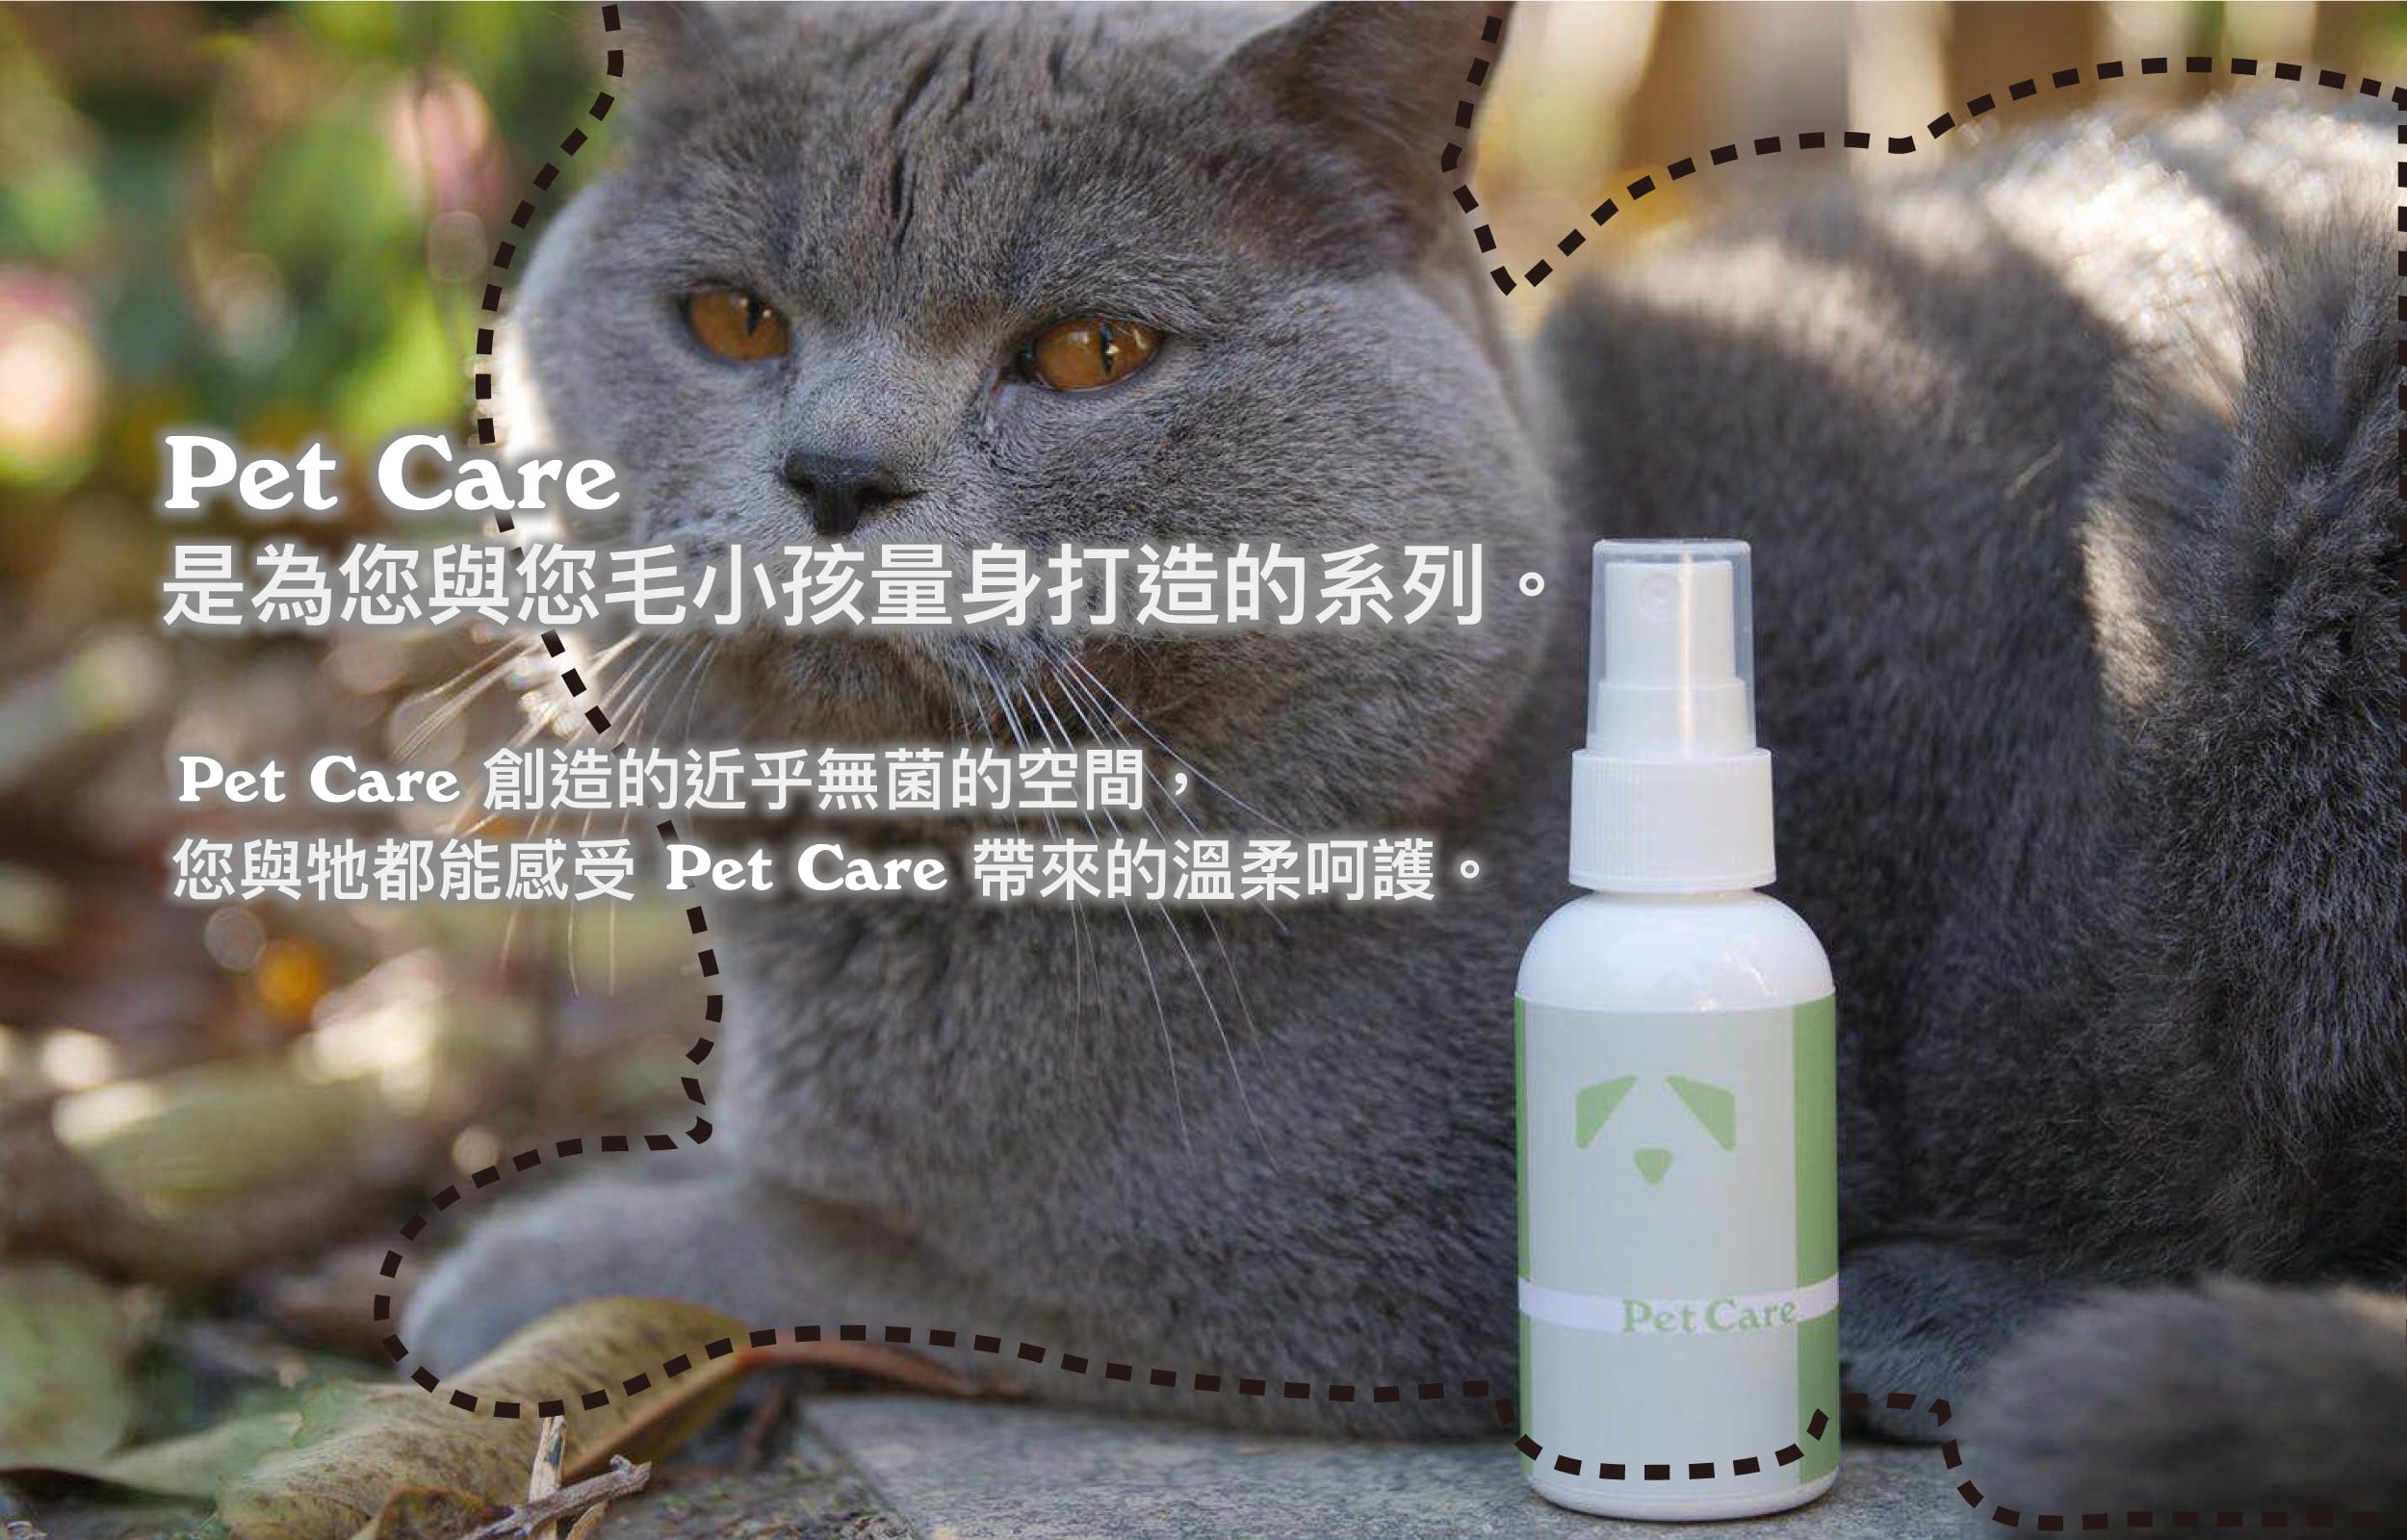 Pet Care
是為您與您毛小孩量身打造的系列。
Pet Care 創造的近乎無菌的空間，
您與牠都能感受 Pet Care 帶來的溫柔呵護。
Pet Care